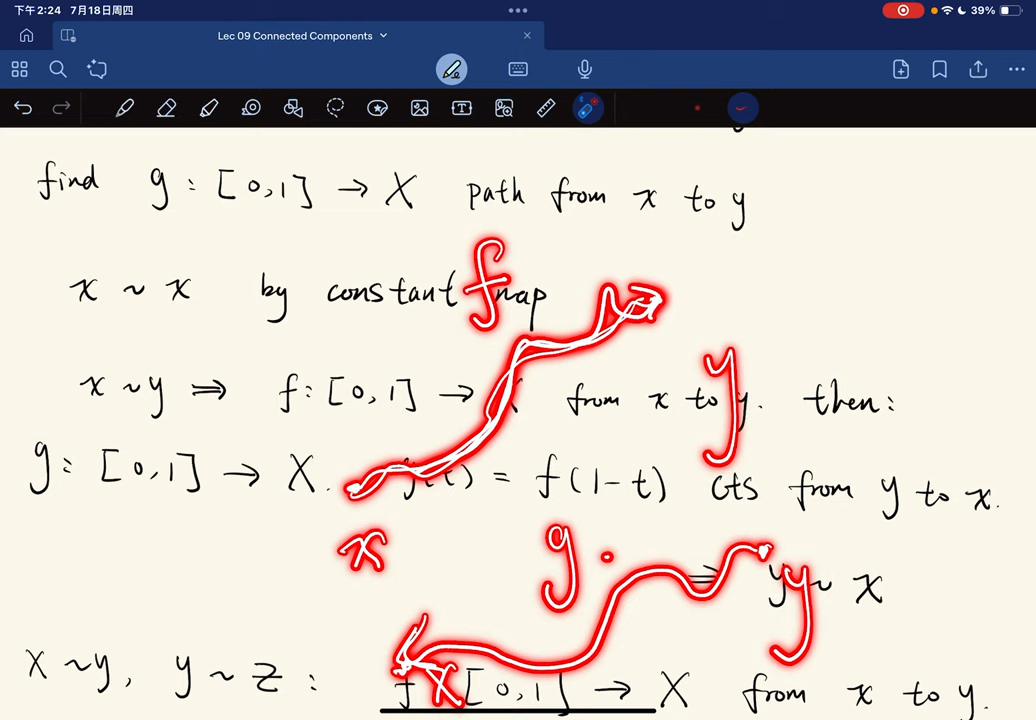 下午2:24 7月18日周四
39%
Lec 09 Connected Components
find g : [0,1] → X path from x to y
x ~ x by constant map
f
x ~ y ⇒ f : [0,1] → X from x to y. then:
y
g : [0,1] → X. g(t) = f(1-t) cts from y to x.
x
g.
⇒ y ~ x
y
x ~ y, y ~ z : f [0,1] → X from x to y.
x